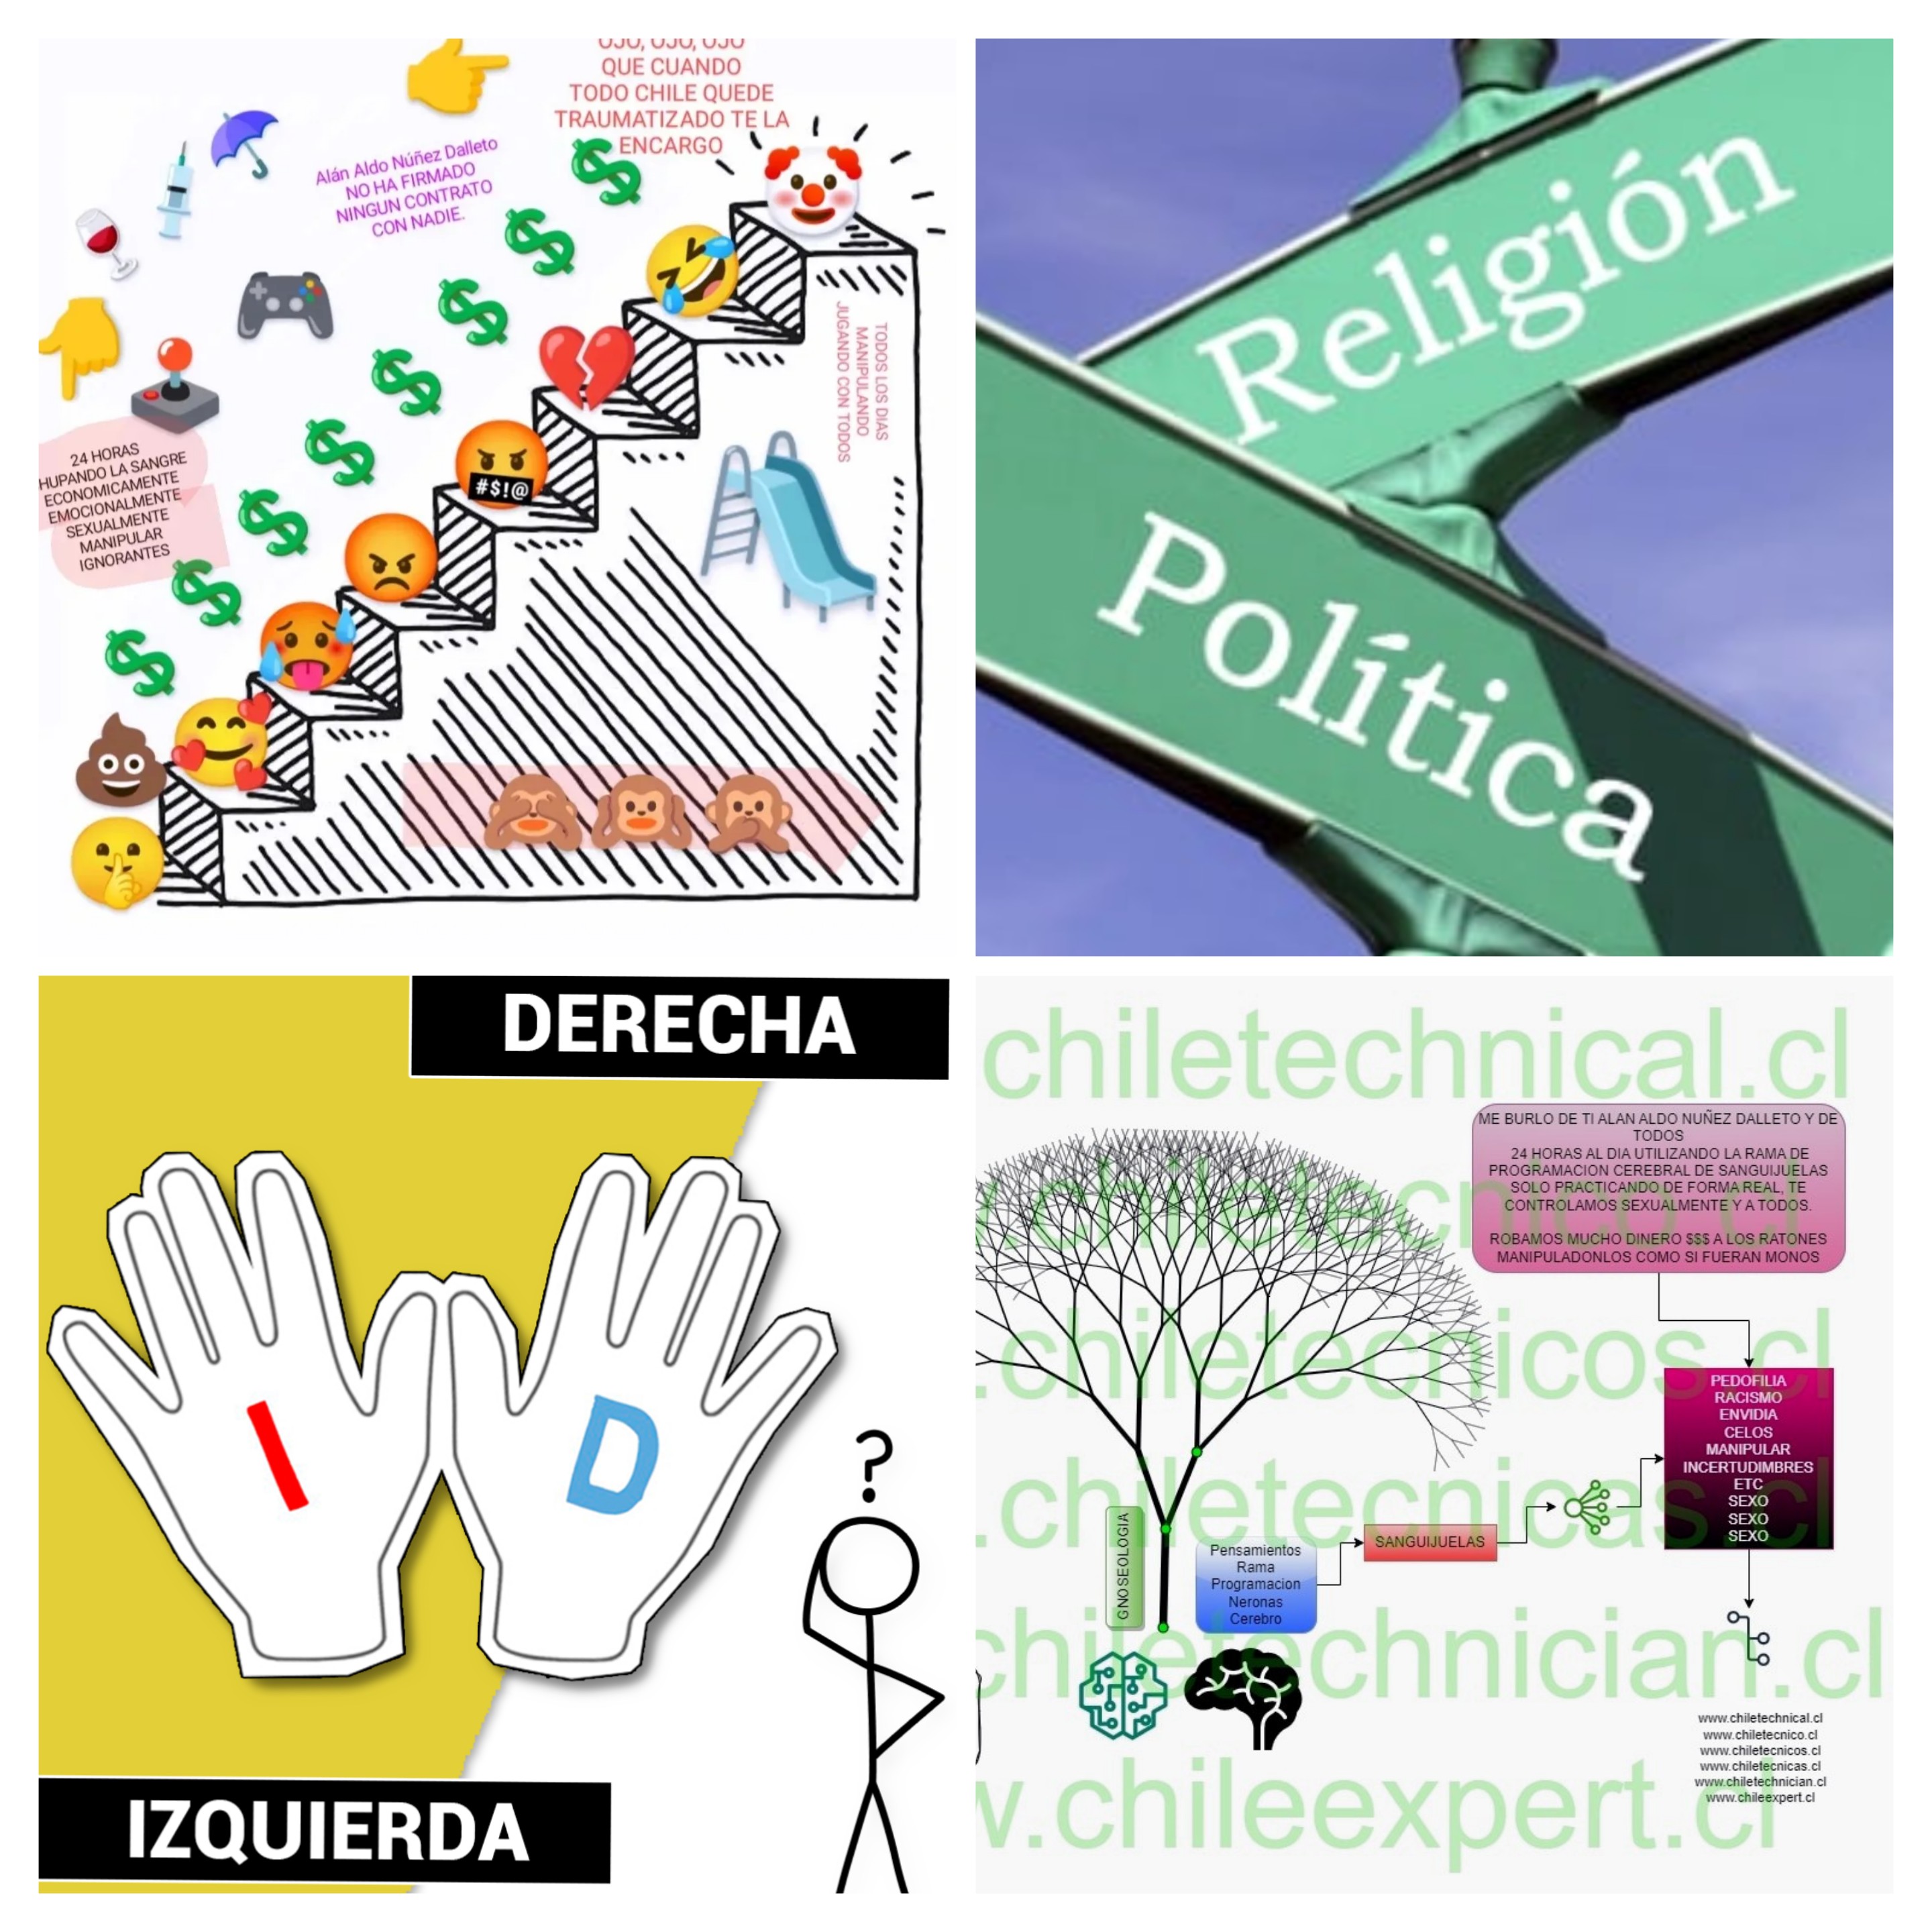 OJO, OJO, OJO
QUE CUANDO
TODO CHILE QUEDE
TRAUMATIZADO TE LA
ENCARGO
Alán Aldo Núñez Dalleto
NO HA FIRMADO
NINGUN CONTRATO
CON NADIE.
24 HORAS
HUPANDO LA SANGRE
ECONOMICAMENTE
EMOCIONALMENTE
SEXUALMENTE
MANIPULAR
IGNORANTES
#$!@
TODOS LOS DIAS
MANIPULANDO
JUGANDO CON TODOS
Religión
Política
DERECHA
I D
?
IZQUIERDA
chiletechnical.cl
ME BURLO DE TI ALAN ALDO NUÑEZ DALLETO Y DE
TODOS
24 HORAS AL DIA UTILIZANDO LA RAMA DE
PROGRAMACION CEREBRAL DE SANGUIJUELAS
SOLO PRACTICANDO DE FORMA REAL, TE
CONTROLAMOS SEXUALMENTE Y A TODOS.
ROBAMOS MUCHO DINERO $$$ A LOS RATONES
MANIPULADONLOS COMO SI FUERAN MONOS
.chiletecnico.cl
.chiletecnicos.cl
PEDOFILIA
RACISMO
ENVIDIA
CELOS
MANIPULAR
INCERTUDIMBRES
ETC
SEXO
SEXO
SEXO
.chiletecnicas.cl
GNOSEOLOGIA
Pensamientos
Rama
Programacion
Neronas
Cerebro
SANGUIJUELAS
chiletechnician.cl
www.chiletechnical.cl
www.chiletecnico.cl
www.chiletecnicos.cl
www.chiletecnicas.cl
www.chiletechnician.cl
www.chileexpert.cl
w.chileexpert.cl